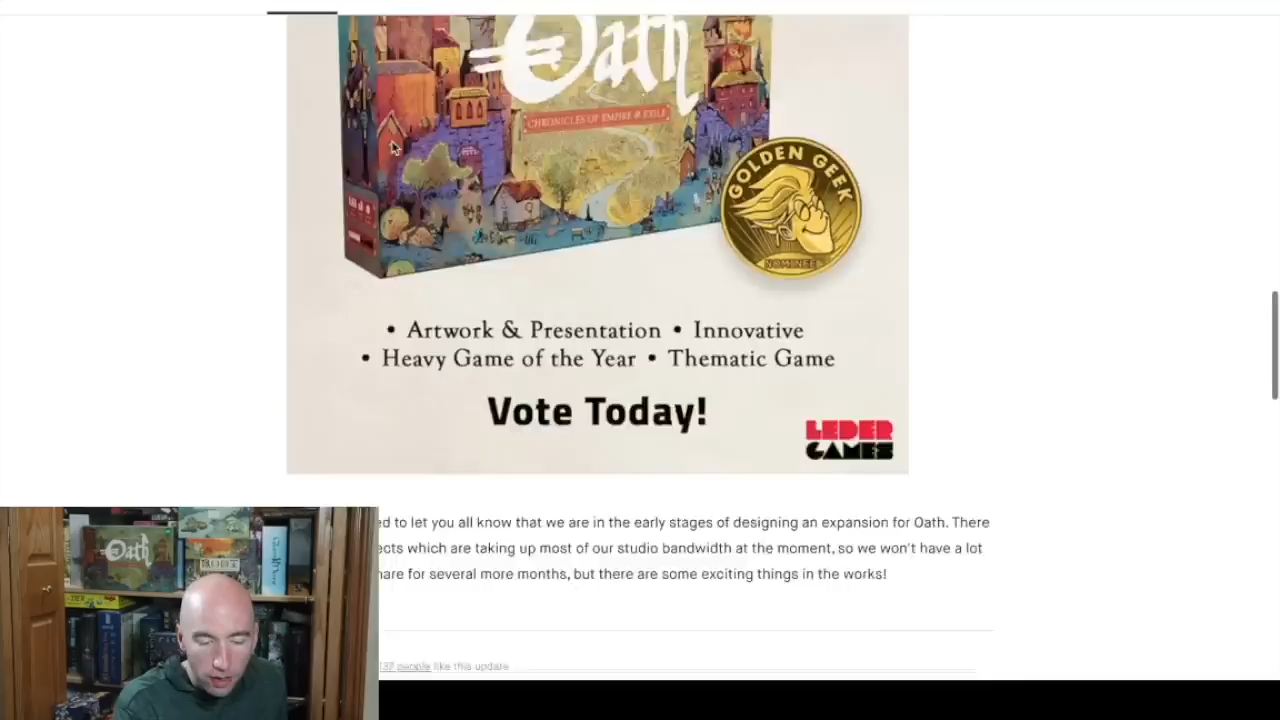 Oath
CHRONICLES OF EMPIRE & EXILE
GOLDEN GEEK
NOMINEE
• Artwork & Presentation • Innovative
• Heavy Game of the Year • Thematic Game
Vote Today!
LEDER
GAMES
ed to let you all know that we are in the early stages of designing an expansion for Oath. There
ects which are taking up most of our studio bandwidth at the moment, so we won't have a lot
are for several more months, but there are some exciting things in the works!
137 people like this update
Oath
ROOT